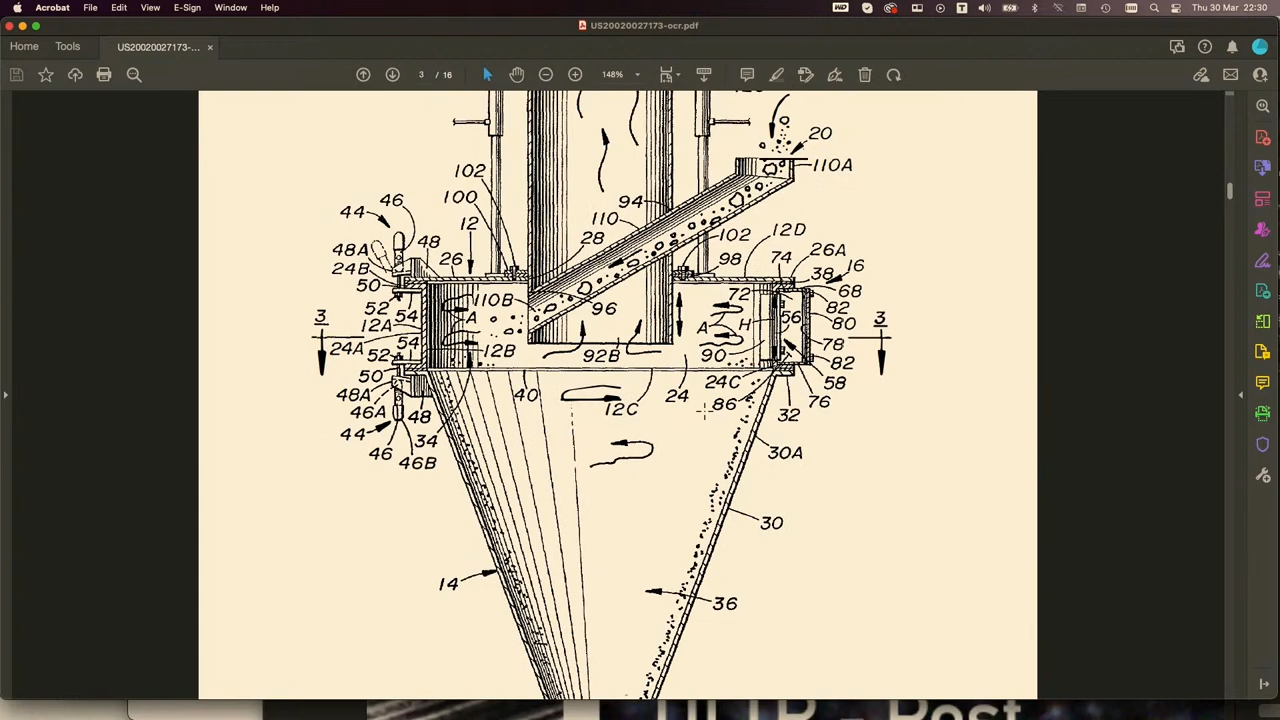 Acrobat File Edit View E-Sign Window Help
Thu 30 Mar 22:30
US20020027173-ocr.pdf
Home Tools US20020027173-... ×
3 / 16
148%
20
110A
102
94
46
100
110
44
12
28
102
12D
48A
48
26
98
74
26A
24B
38
16
50
110B
72
68
52
96
82
3
54
A
A
H
56
80
3
12A
24A
54
12B
92B
90
78
52
82
50
24C
58
48A
40
12C
24
86
76
46A
48
32
44
34
46
46B
30A
30
14
36
ULTR - Post